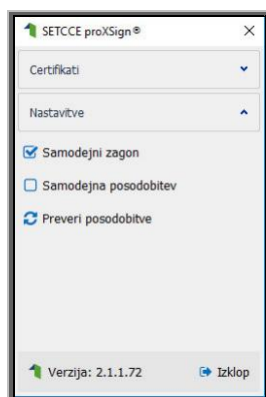 SETCCE proXSign®
Certifikati
Nastavitve
Samodejni zagon
Samodejna posodobitev
Preveri posodobitve
Verzija: 2.1.1.72 Izklop